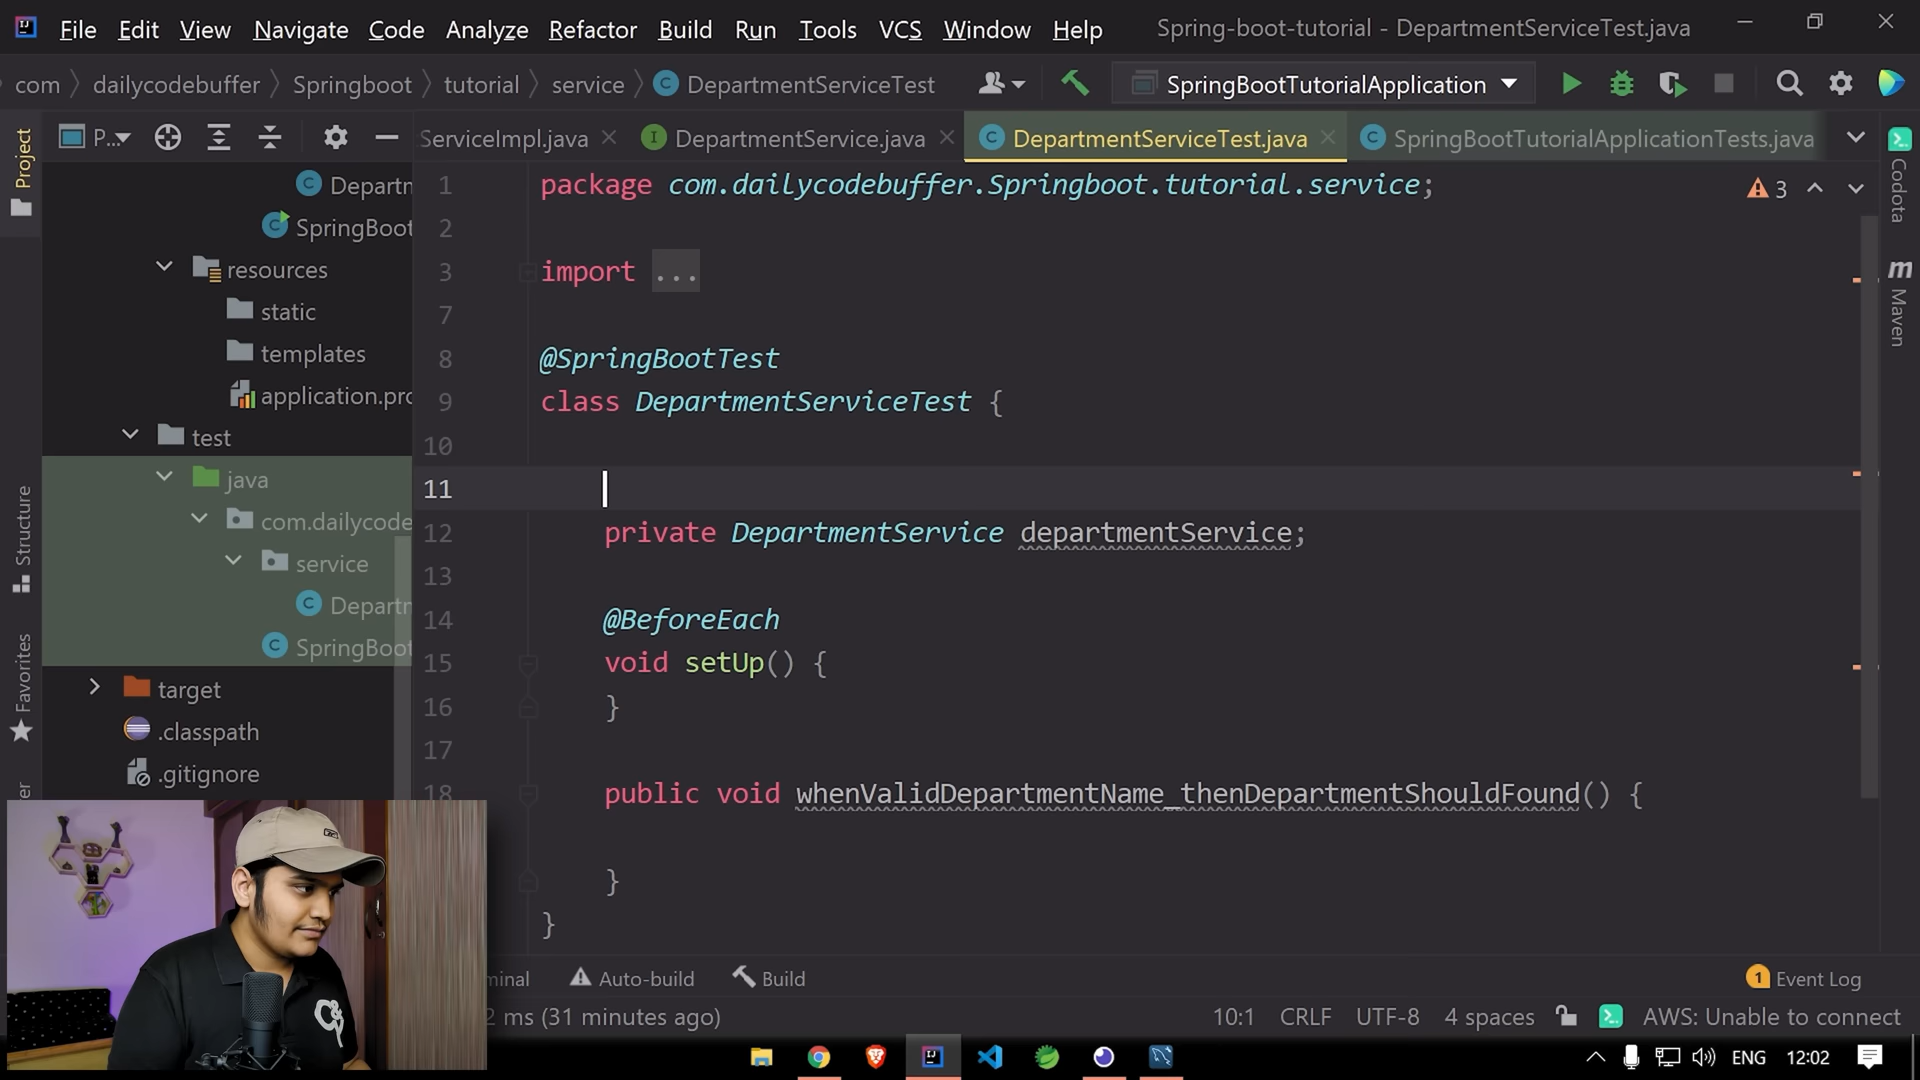 File Edit View Navigate Code Analyze Refactor Build Run Tools VCS Window Help Spring-boot-tutorial - DepartmentServiceTest.java
com dailycodebuffer Springboot tutorial service DepartmentServiceTest SpringBootTutorialApplication
P... ServiceImpl.java DepartmentService.java DepartmentServiceTest.java SpringBootTutorialApplicationTests.java
Project
Structure
Favorites
Codota
Maven
Departn
SpringBoot
resources
static
templates
application.prc
test
java
com.dailycode
service
Departn
SpringBoot
target
.classpath
.gitignore
1 package com.dailycodebuffer.Springboot.tutorial.service; 3
2
3 import ...
7
8 @SpringBootTest
9 class DepartmentServiceTest {
10
11
12 private DepartmentService departmentService;
13
14 @BeforeEach
15 void setUp() {
16 }
17
18 public void whenValidDepartmentName_thenDepartmentShouldFound() {
}
}
minal Auto-build Build 1 Event Log
2 ms (31 minutes ago) 10:1 CRLF UTF-8 4 spaces AWS: Unable to connect
ENG 12:02